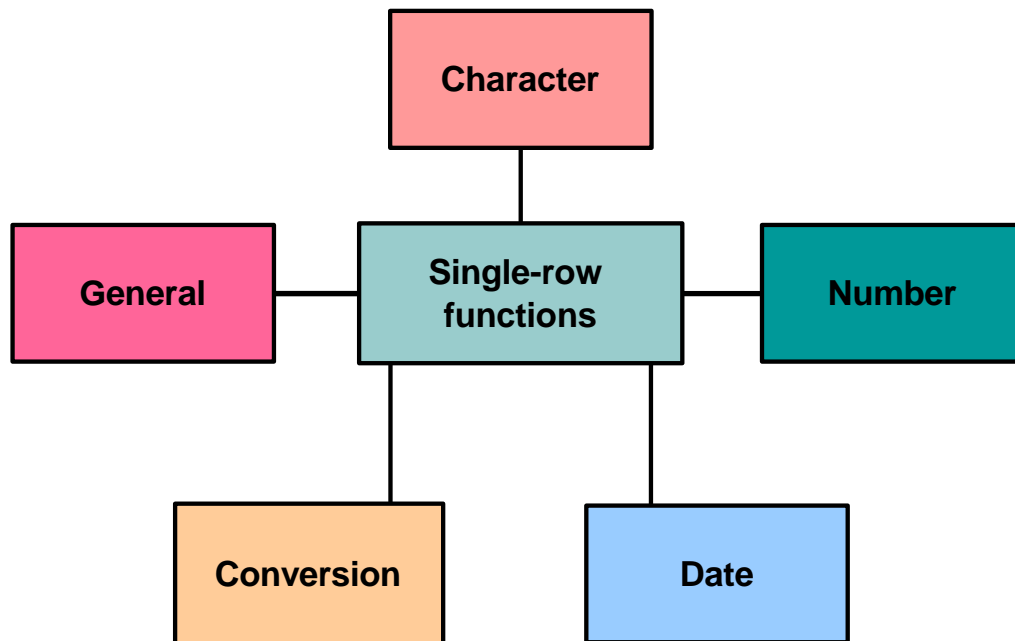 Character
General
Single-row
functions
Number
Conversion
Date